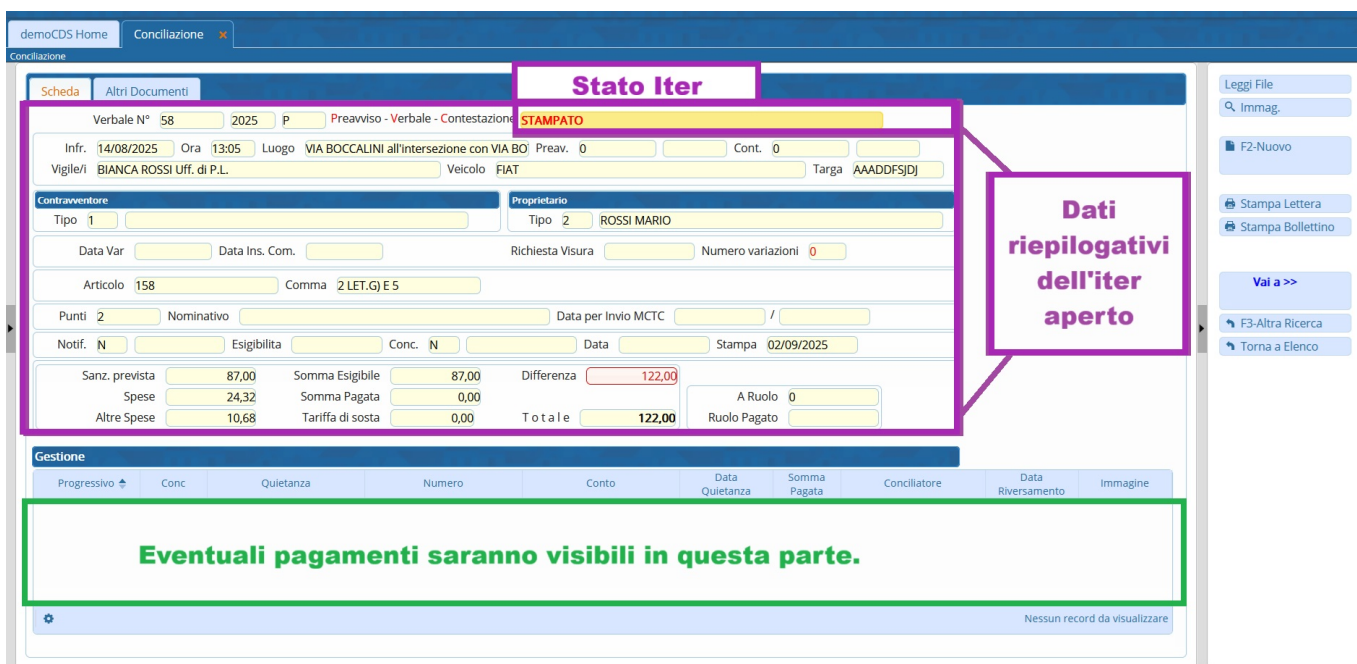 demoCDS Home Conciliazione ×
Conciliazione
Scheda Altri Documenti
Stato Iter
Verbale N° 58 2025 P Preavviso - Verbale - Contestazione STAMPATO
Infr. 14/08/2025 Ora 13:05 Luogo VIA BOCCALINI all'intersezione con VIA BO Preav. 0 Cont. 0
Vigile/i BIANCA ROSSI Uff. di P.L. Veicolo FIAT Targa AAADDFSJDJ
Contravventore Proprietario
Tipo 1 Tipo 2 ROSSI MARIO
Data Var Data Ins. Com. Richiesta Visura Numero variazioni 0
Articolo 158 Comma 2 LET.G) E 5
Punti 2 Nominativo Data per Invio MCTC /
Notif. N Esigibilita Conc. N Data Stampa 02/09/2025
Sanz. prevista 87,00 Somma Esigibile 87,00 Differenza 122,00
Spese 24,32 Somma Pagata 0,00 A Ruolo 0
Altre Spese 10,68 Tariffa di sosta 0,00 Totale 122,00 Ruolo Pagato
Dati
riepilogativi
dell'iter
aperto
Gestione
Progressivo Conc Quietanza Numero Conto Data Quietanza Somma Pagata Conciliatore Data Riversamento Immagine
Eventuali pagamenti saranno visibili in questa parte.
Nessun record da visualizzare
Leggi File
Immag.
F2-Nuovo
Stampa Lettera
Stampa Bollettino
Vai a >>
F3-Altra Ricerca
Torna a Elenco